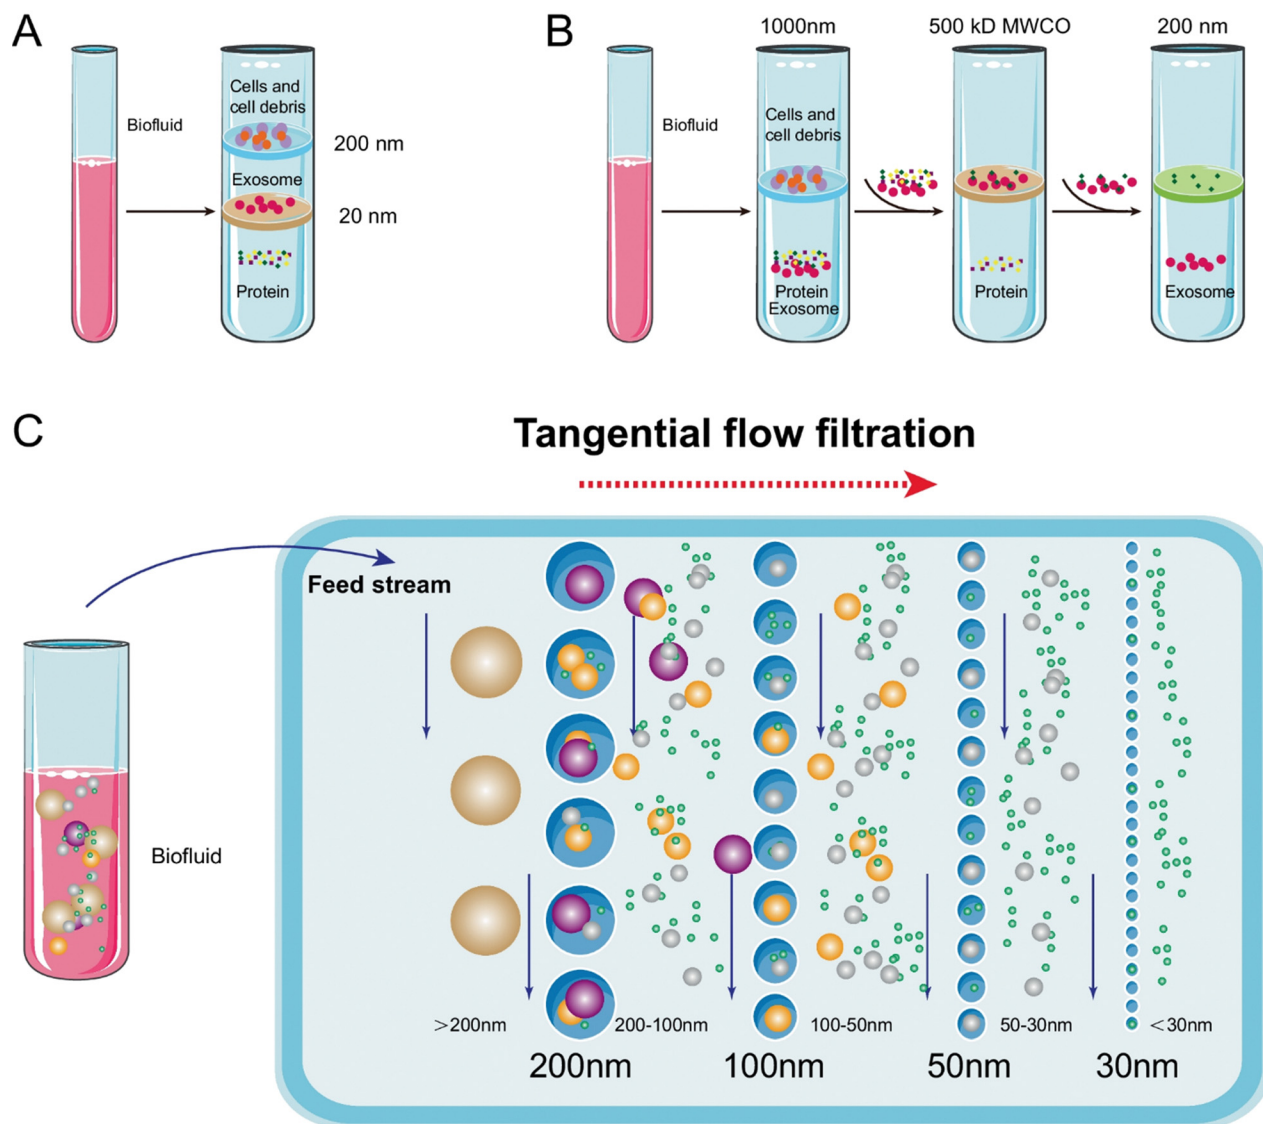 A
Biofluid
Cells and
cell debris
200 nm
Exosome
20 nm
Protein
B
1000nm
500 kD MWCO
200 nm
Biofluid
Cells and
cell debris
Protein
Exosome
Protein
Exosome
C
Tangential flow filtration
Feed stream
Biofluid
>200nm
200-100nm
100-50nm
50-30nm
<30nm
200nm
100nm
50nm
30nm